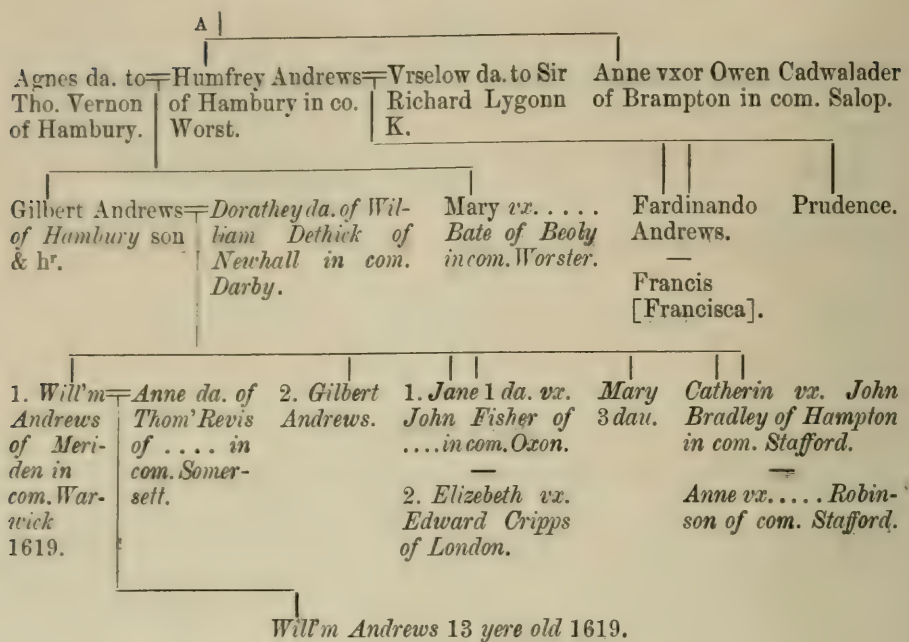 A
Agnes da. to
Tho. Vernon
of Hambury.
Humfrey Andrews
of Hambury in co.
Worst.
Vrselow da. to Sir
Richard Lygonn
K.
Anne vxor Owen Cadwalader
of Brampton in com. Salop.
Gilbert Andrews
of Hambury son
& hr.
Dorathey da. of Wil-
liam Dethick of
Newhall in com.
Darby.
Mary vx.....
Bate of Beoly
in com. Worster.
Fardinando
Andrews.
—
Francis
[Francisca].
Prudence.
1. Will'm
Andrews
of Meri-
den in
com. War-
wick
1619.
Anne da. of
Thom' Revis
of .... in
com. Somer-
sett.
2. Gilbert
Andrews.
1. Jane 1 da. vx.
John Fisher of
.... in com. Oxon.
—
2. Elizebeth vx.
Edward Cripps
of London.
Mary
3 dau.
Catherin vx. John
Bradley of Hampton
in com. Stafford.
—
Anne vx..... Robin-
son of com. Stafford.
Will'm Andrews 13 yere old 1619.